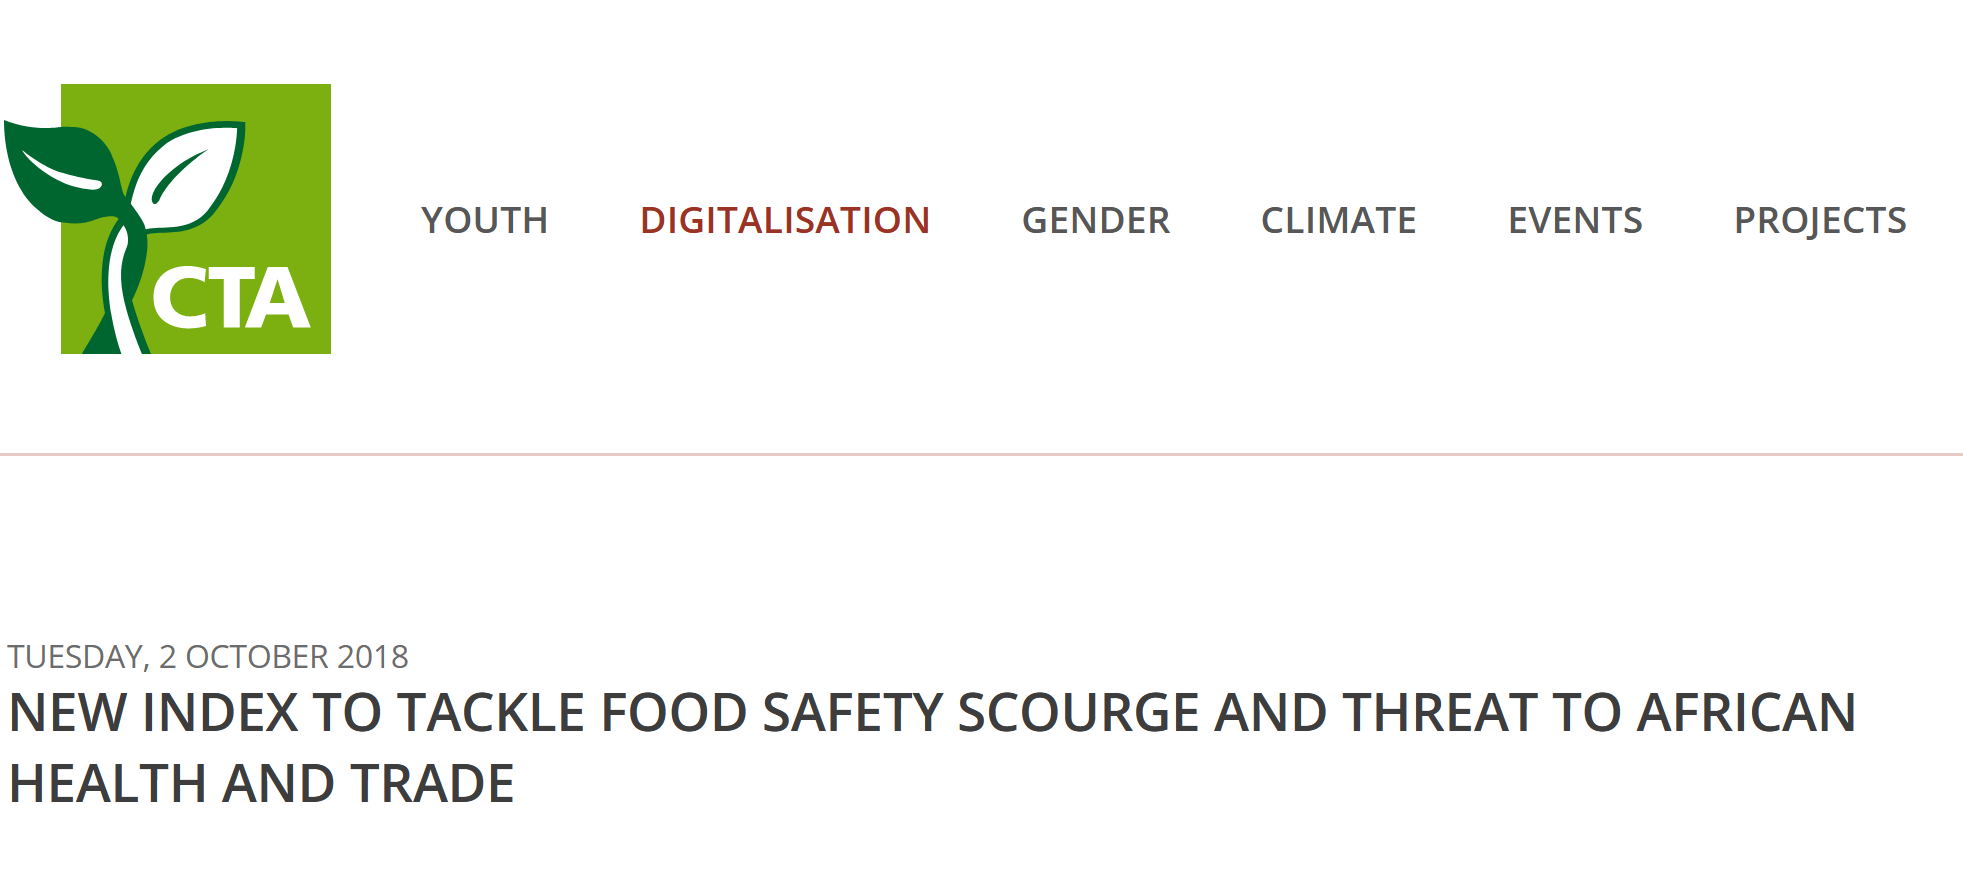 CTA
YOUTH DIGITALISATION GENDER CLIMATE EVENTS PROJECTS
TUESDAY, 2 OCTOBER 2018
NEW INDEX TO TACKLE FOOD SAFETY SCOURGE AND THREAT TO AFRICAN
HEALTH AND TRADE